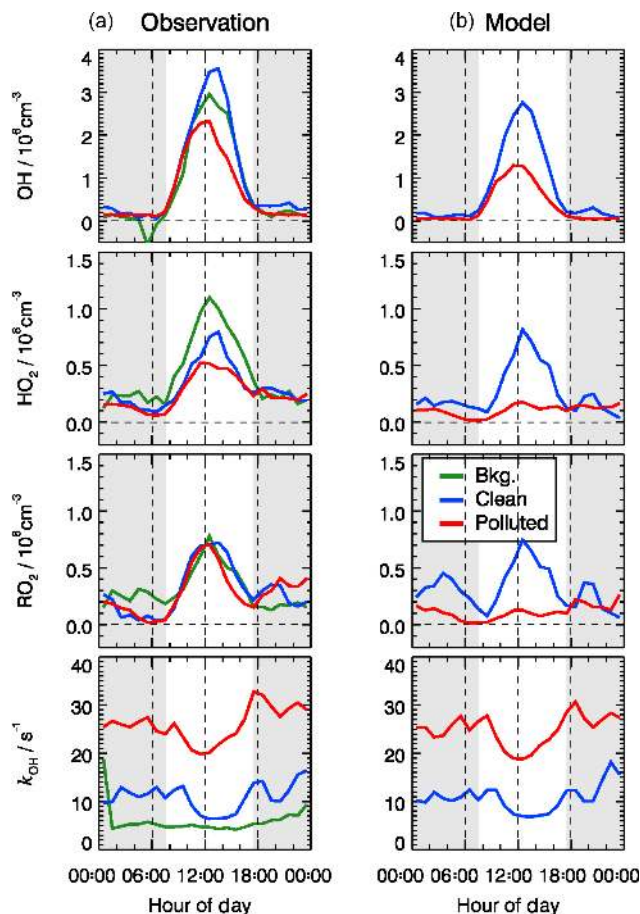 (a) Observation
(b) Model
OH / 10⁶cm⁻³
4
3
2
1
0
4
3
2
1
0
HO₂ / 10⁸cm⁻³
1.5
1.0
0.5
0.0
1.5
1.0
0.5
0.0
RO₂ / 10⁸cm⁻³
1.5
1.0
0.5
0.0
1.5
1.0
0.5
0.0
Bkg.
Clean
Polluted
k_OH / s⁻¹
40
30
20
10
0
40
30
20
10
0
00:00 06:00 12:00 18:00 00:00
00:00 06:00 12:00 18:00 00:00
Hour of day
Hour of day